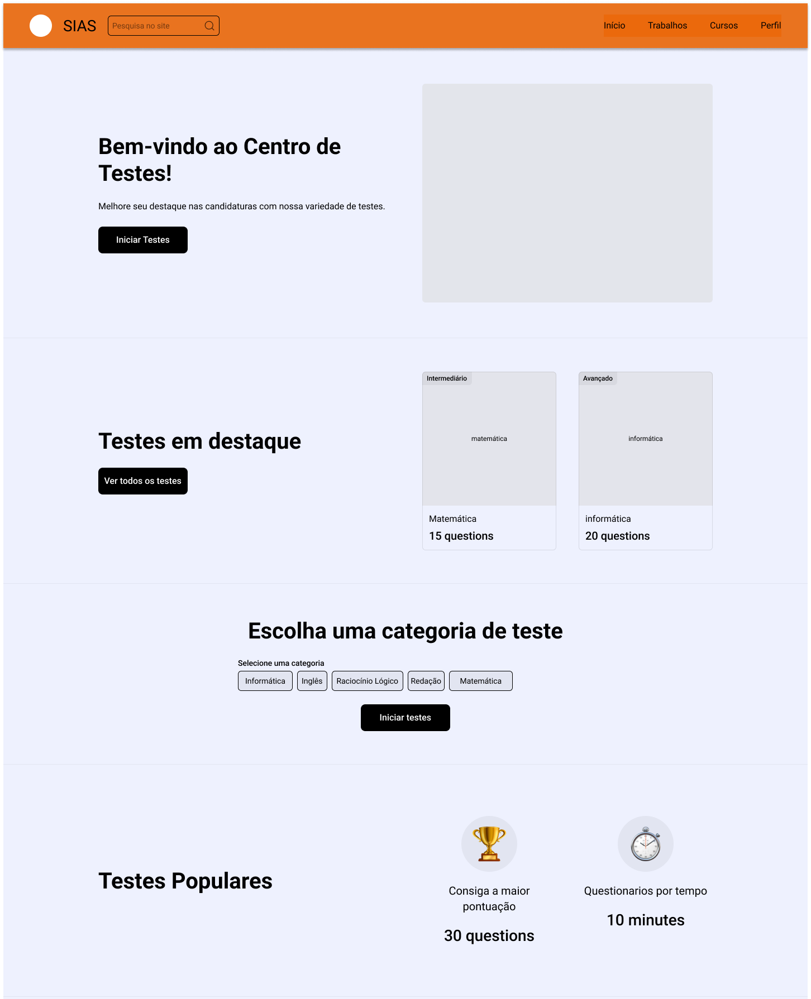 SIAS
Pesquisa no site
Início
Trabalhos
Cursos
Perfil
Bem-vindo ao Centro de
Testes!
Melhore seu destaque nas candidaturas com nossa variedade de testes.
Iniciar Testes
Testes em destaque
Ver todos os testes
Intermediário
matemática
Matemática
15 questions
Avançado
informática
informática
20 questions
Escolha uma categoria de teste
Selecione uma categoria
Informática
Inglês
Raciocínio Lógico
Redação
Matemática
Iniciar testes
Testes Populares
Consiga a maior
pontuação
30 questions
Questionarios por tempo
10 minutes